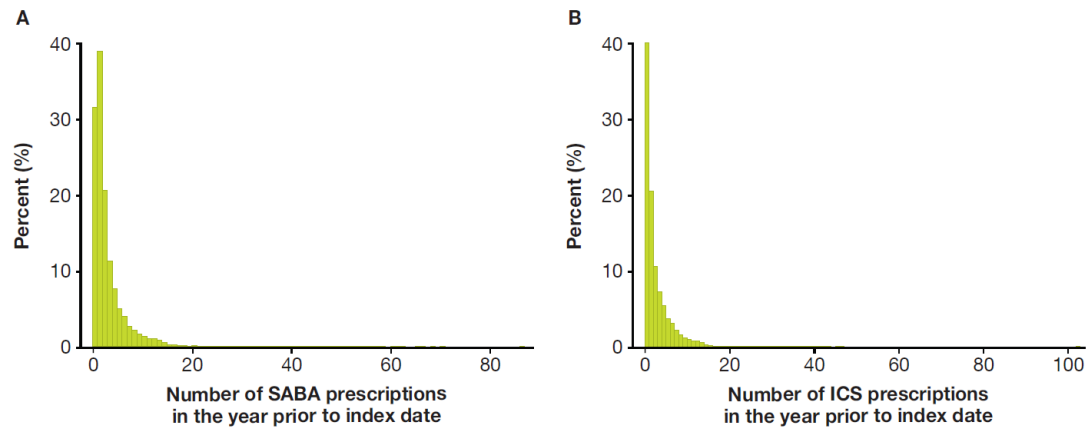 A
Percent (%)
40
30
20
10
0
0 20 40 60 80
Number of SABA prescriptions
in the year prior to index date
B
Percent (%)
40
30
20
10
0
0 20 40 60 80 100
Number of ICS prescriptions
in the year prior to index date